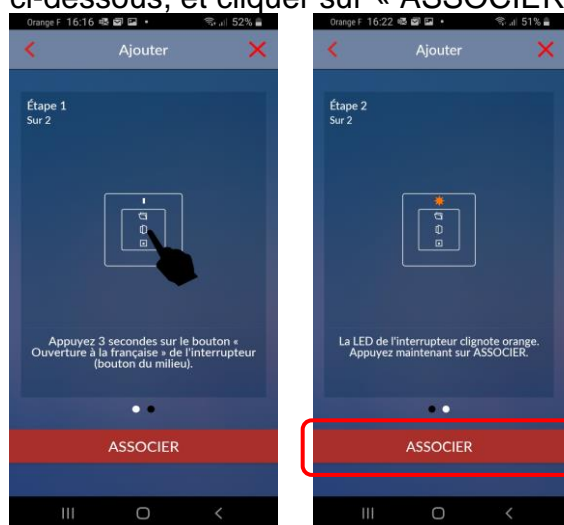 ci-dessous, et cliquer sur « ASSOCIER
Orange F 16:16 52%
Ajouter
Étape 1
Sur 2
Appuyez 3 secondes sur le bouton «
Ouverture à la française » de l'interrupteur
(bouton du milieu).
ASSOCIER
Orange F 16:22 51%
Ajouter
Étape 2
Sur 2
La LED de l'interrupteur clignote orange.
Appuyez maintenant sur ASSOCIER.
ASSOCIER